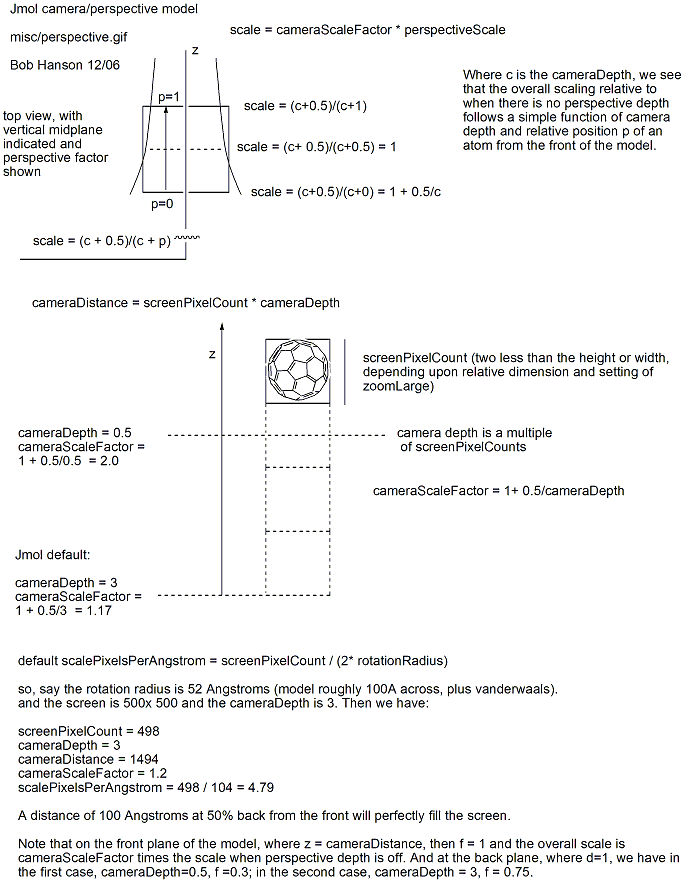 Jmol camera/perspective model
scale = cameraScaleFactor * perspectiveScale
misc/perspective.gif
z
Bob Hanson 12/06
Where c is the cameraDepth, we see
that the overall scaling relative to
when there is no perspective depth
follows a simple function of camera
depth and relative position p of an
atom from the front of the model.
p=1
scale = (c+0.5)/(c+1)
top view, with
vertical midplane
indicated and
perspective factor
shown
scale = (c+ 0.5)/(c+0.5) = 1
scale = (c+0.5)/(c+0) = 1 + 0.5/c
p=0
scale = (c + 0.5)/(c + p)
cameraDistance = screenPixelCount * cameraDepth
z
screenPixelCount (two less than the height or width,
depending upon relative dimension and setting of
zoomLarge)
cameraDepth = 0.5
cameraScaleFactor =
1 + 0.5/0.5 = 2.0
camera depth is a multiple
of screenPixelCounts
cameraScaleFactor = 1+ 0.5/cameraDepth
Jmol default:
cameraDepth = 3
cameraScaleFactor =
1 + 0.5/3 = 1.17
default scalePixelsPerAngstrom = screenPixelCount / (2* rotationRadius)
so, say the rotation radius is 52 Angstroms (model roughly 100A across, plus vanderwaals).
and the screen is 500x 500 and the cameraDepth is 3. Then we have:
screenPixelCount = 498
cameraDepth = 3
cameraDistance = 1494
cameraScaleFactor = 1.2
scalePixelsPerAngstrom = 498 / 104 = 4.79
A distance of 100 Angstroms at 50% back from the front will perfectly fill the screen.
Note that on the front plane of the model, where z = cameraDistance, then f = 1 and the overall scale is
cameraScaleFactor times the scale when perspective depth is off. And at the back plane, where d=1, we have in
the first case, cameraDepth=0.5, f =0.3; in the second case, cameraDepth = 3, f = 0.75.